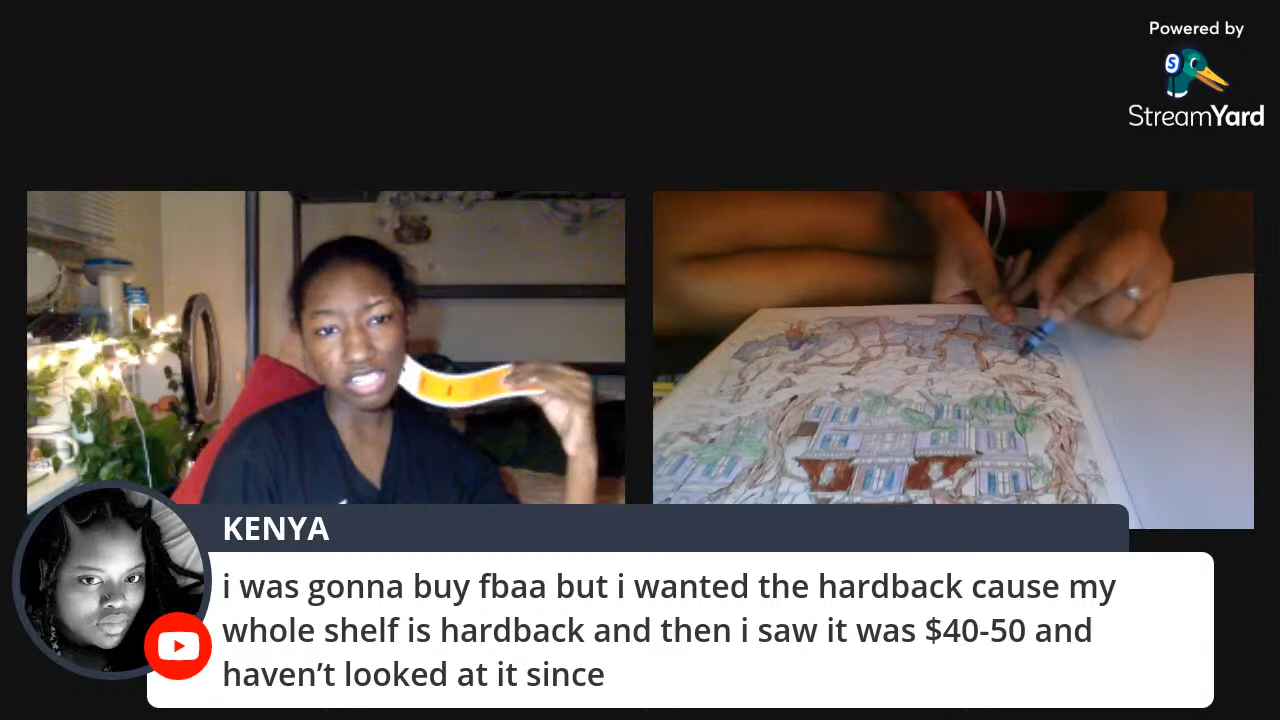 Powered by
S
StreamYard
KENYA
i was gonna buy fbaa but i wanted the hardback cause my
whole shelf is hardback and then i saw it was $40-50 and
haven’t looked at it since